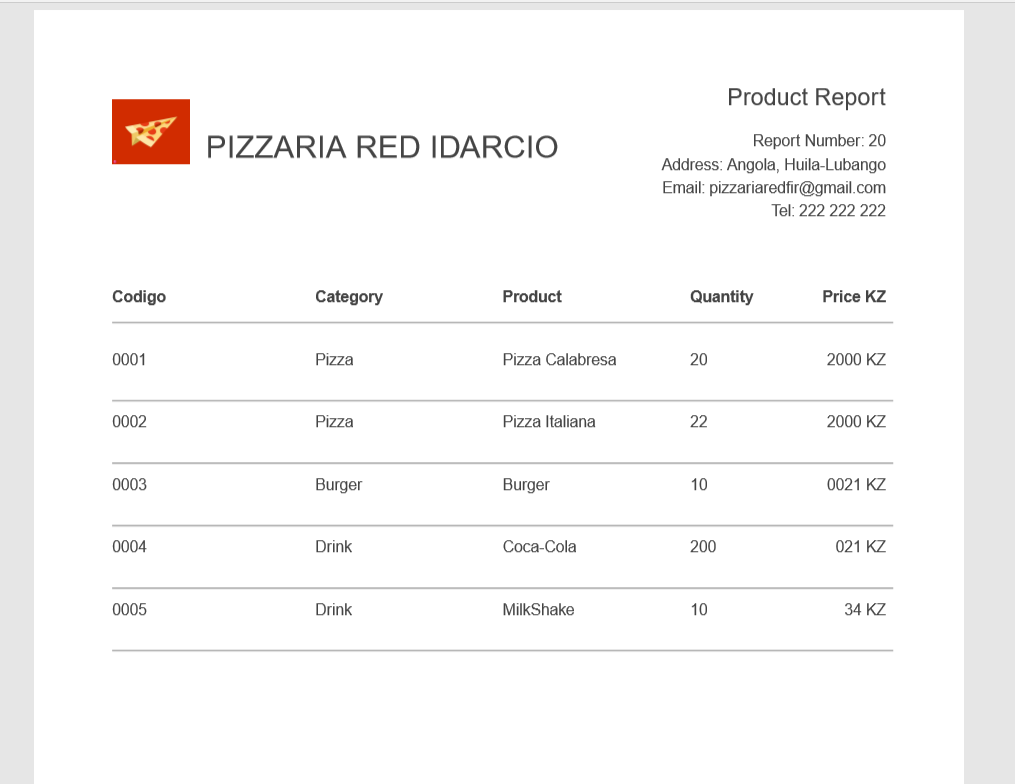 Product Report
PIZZARIA RED IDARCIO
Report Number: 20
Address: Angola, Huila-Lubango
Email: pizzariaredfir@gmail.com
Tel: 222 222 222
Codigo Category Product Quantity Price KZ
0001 Pizza Pizza Calabresa 20 2000 KZ
0002 Pizza Pizza Italiana 22 2000 KZ
0003 Burger Burger 10 0021 KZ
0004 Drink Coca-Cola 200 021 KZ
0005 Drink MilkShake 10 34 KZ